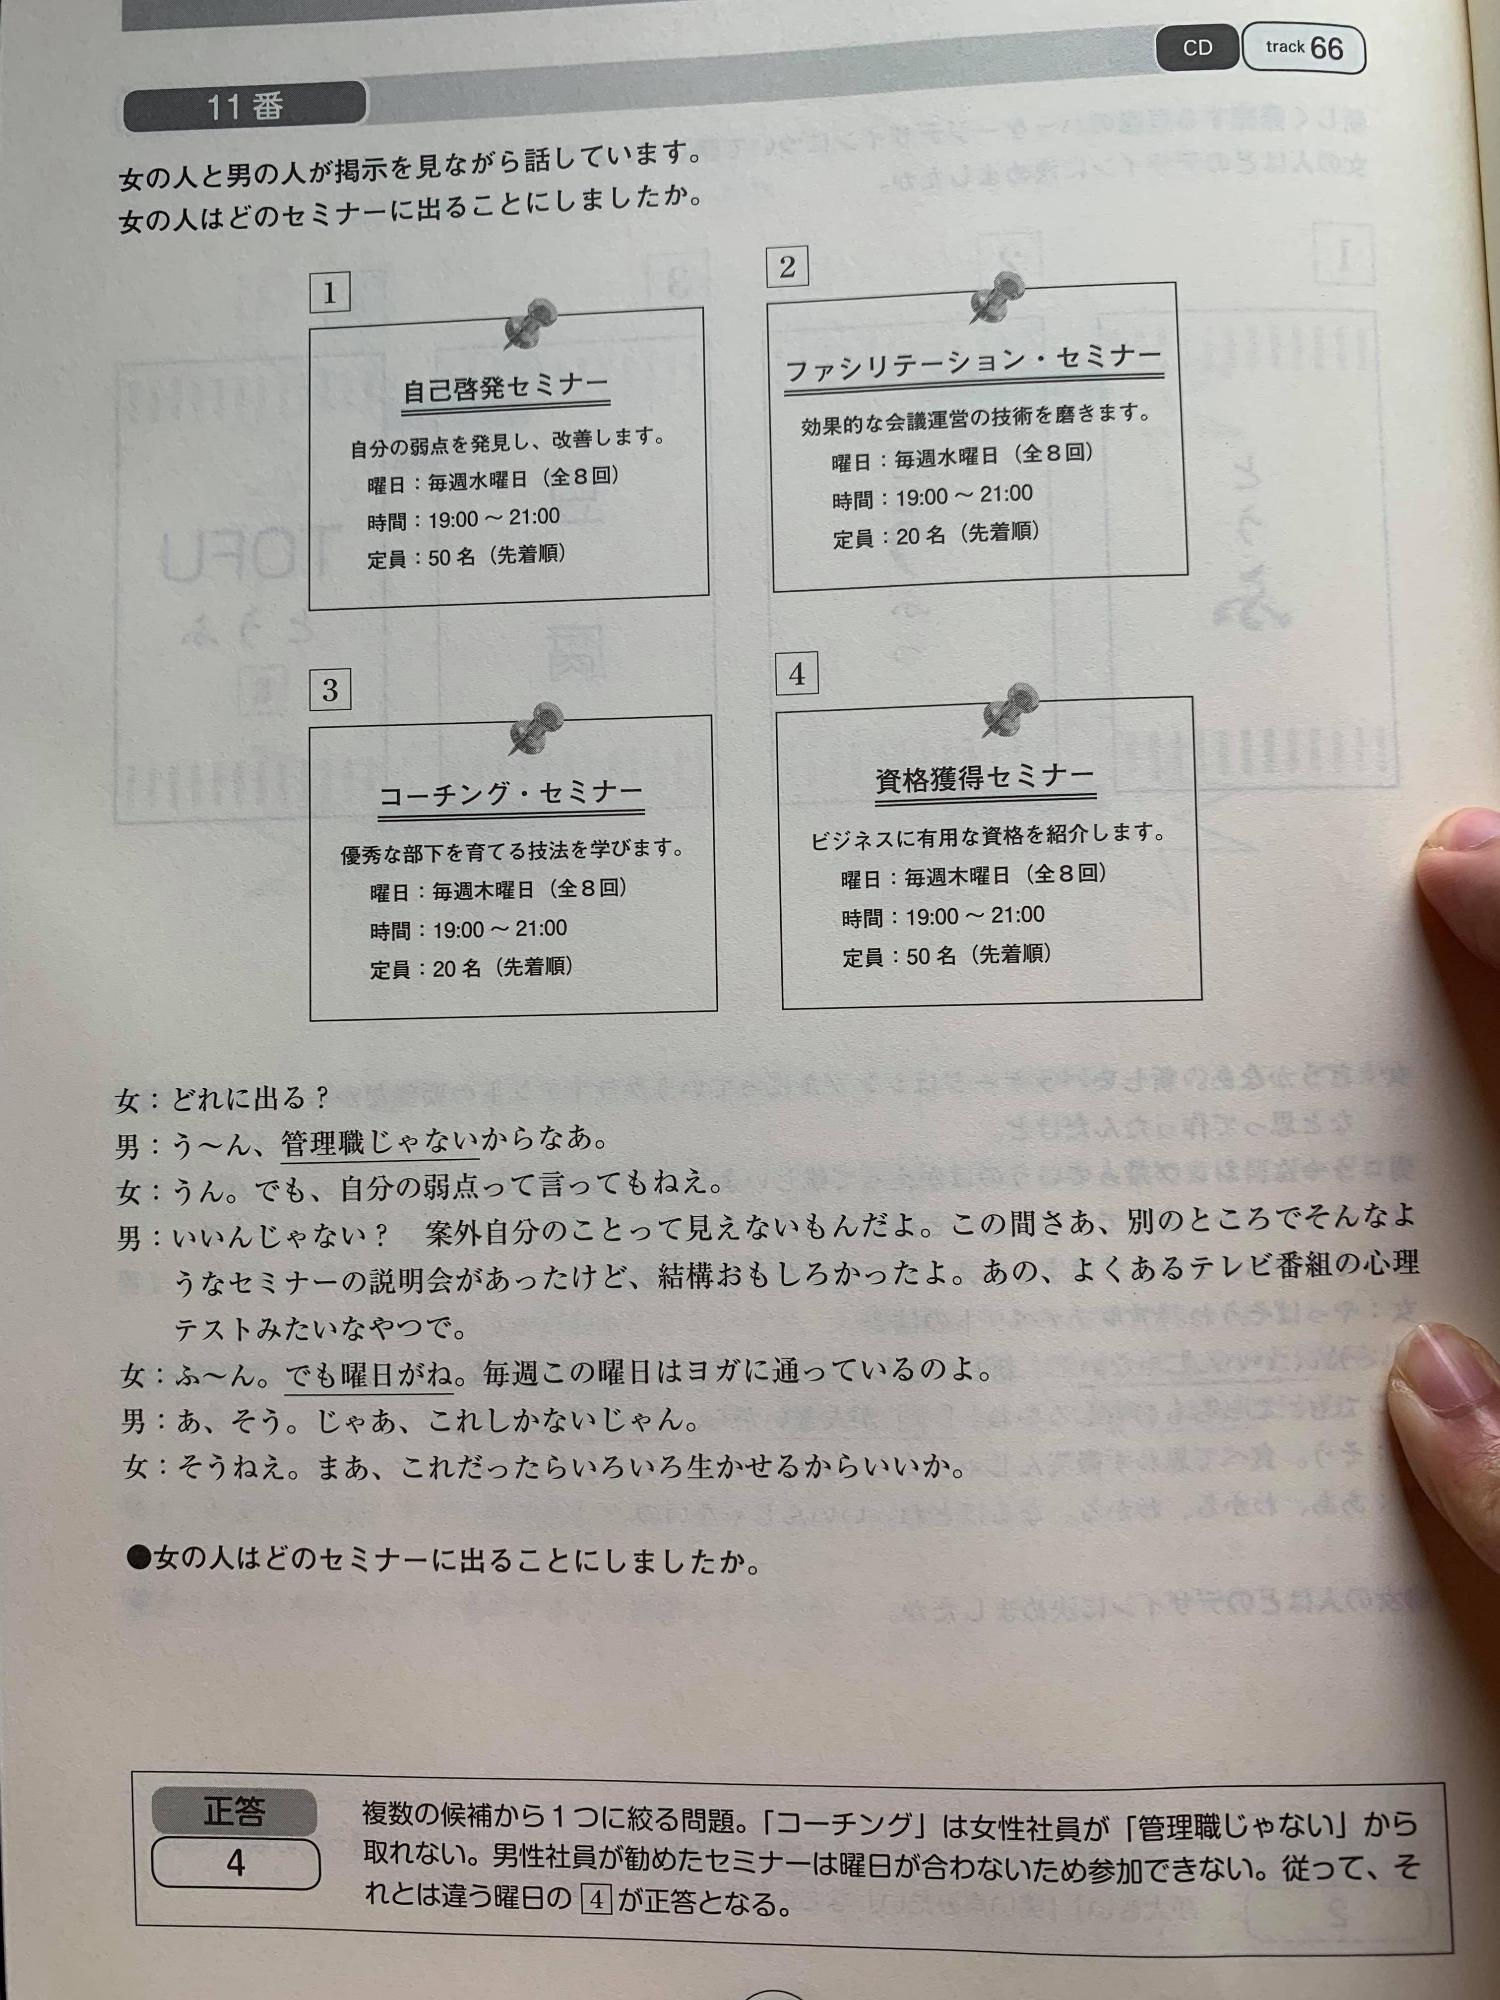 CD track 66
11番
女の人と男の人が掲示を見ながら話しています。
女の人はどのセミナーに出ることにしましたか。
1
自己啓発セミナー
自分の弱点を発見し、改善します。
曜日：毎週水曜日（全８回）
時間：19:00 〜 21:00
定員：50 名（先着順）
2
ファシリテーション・セミナー
効果的な会議運営の技術を磨きます。
曜日：毎週水曜日（全８回）
時間：19:00 〜 21:00
定員：20 名（先着順）
3
コーチング・セミナー
優秀な部下を育てる技法を学びます。
曜日：毎週木曜日（全８回）
時間：19:00 〜 21:00
定員：20 名（先着順）
4
資格獲得セミナー
ビジネスに有用な資格を紹介します。
曜日：毎週木曜日（全８回）
時間：19:00 〜 21:00
定員：50 名（先着順）
女：どれに出る？
男：う〜ん、管理職じゃないからなあ。
女：うん。でも、自分の弱点って言ってもねえ。
男：いいんじゃない？　案外自分のことって見えないもんだよ。この間さあ、別のところでそんなよ
うなセミナーの説明会があったけど、結構おもしろかったよ。あの、よくあるテレビ番組の心理
テストみたいなやつで。
女：ふ〜ん。でも曜日がね。毎週この曜日はヨガに通っているのよ。
男：あ、そう。じゃあ、これしかないじゃん。
女：そうねえ。まあ、これだったらいろいろ生かせるからいいか。
●女の人はどのセミナーに出ることにしましたか。
正答
4
複数の候補から１つに絞る問題。「コーチング」は女性社員が「管理職じゃない」から
取れない。男性社員が勧めたセミナーは曜日が合わないため参加できない。従って、そ
れとは違う曜日の 4 が正答となる。